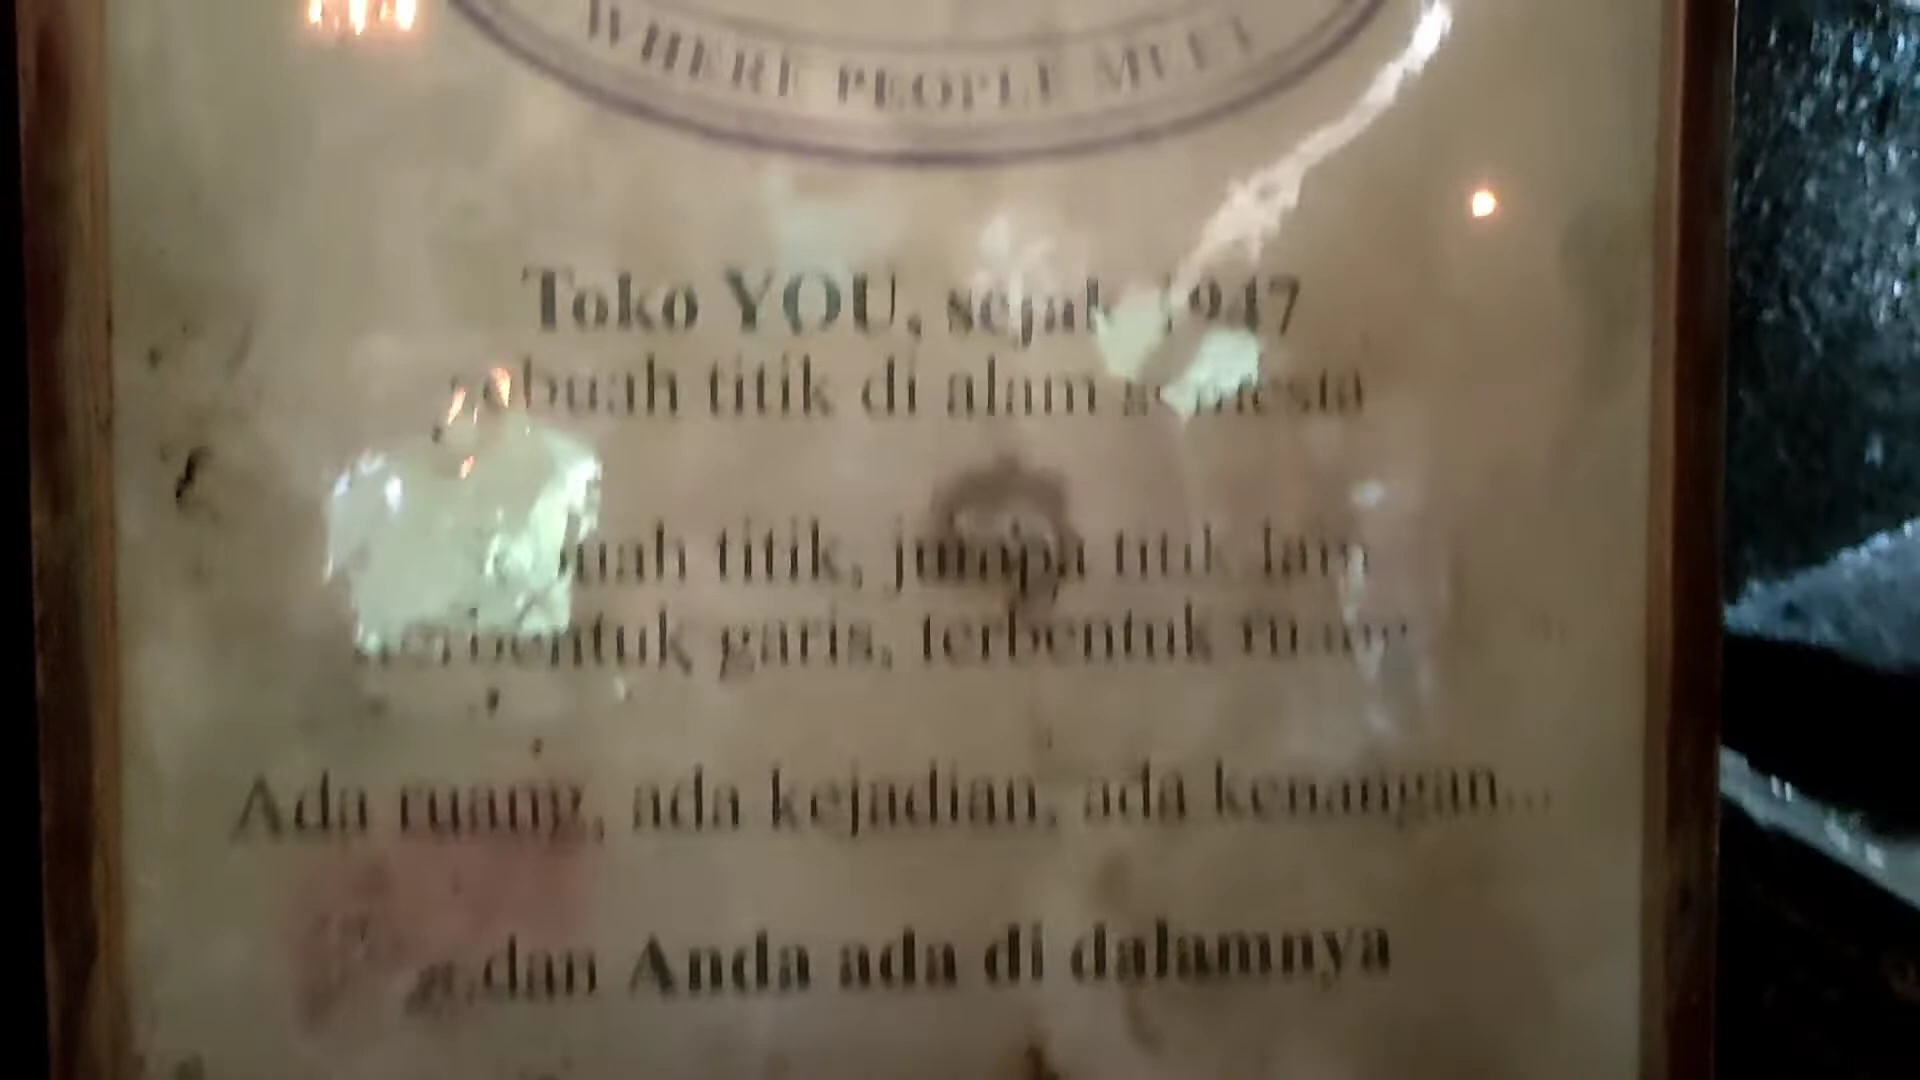 WHERE PEOPLE MEET
Toko YOU, sejak 1947
sebuah titik di alam semesta
titik, jumpa titik lain
terbentuk garis, terbentuk ruang
Ada ruang, ada kejadian, ada kenangan...
dan Anda ada di dalamnya